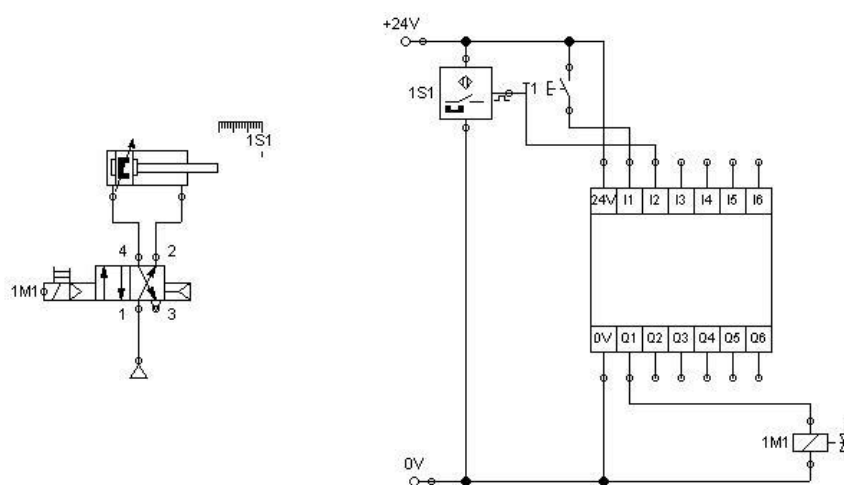 +24V
1S1
T1
1S1
24V I1 I2 I3 I4 I5 I6
4 2
1M1
1 3
0V Q1 Q2 Q3 Q4 Q5 Q6
1M1
0V